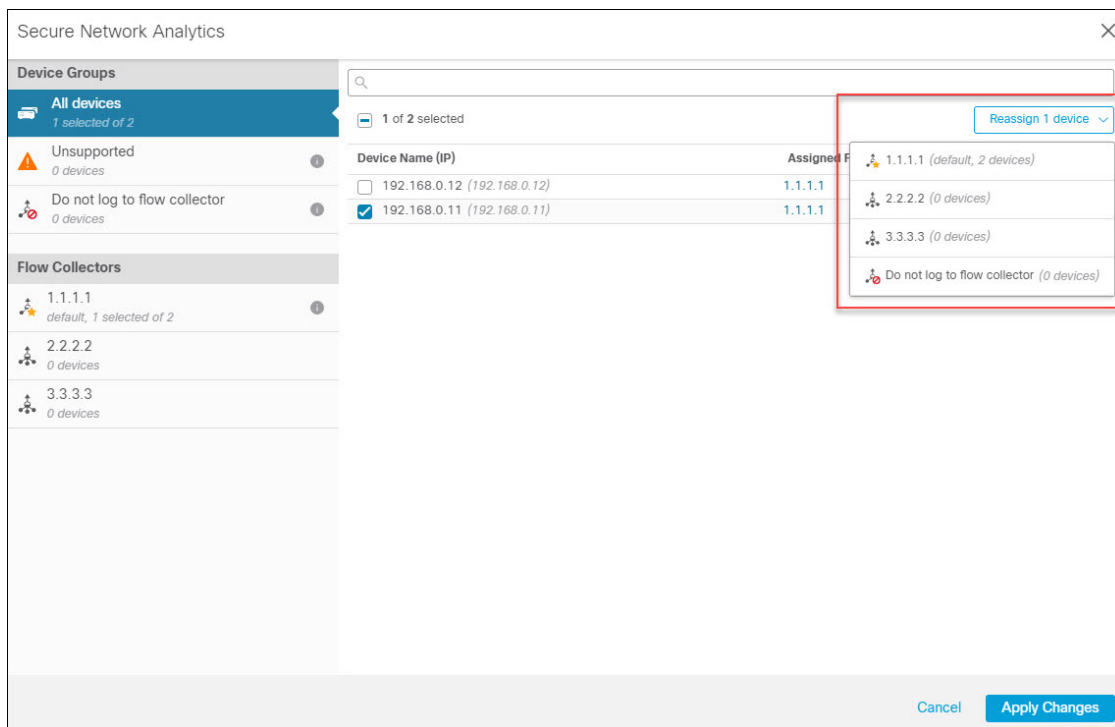 Secure Network Analytics
Device Groups
All devices
1 selected of 2
Unsupported
0 devices
Do not log to flow collector
0 devices
Flow Collectors
1.1.1.1
default, 1 selected of 2
2.2.2.2
0 devices
3.3.3.3
0 devices
1 of 2 selected
Reassign 1 device
Device Name (IP) Assigned F
192.168.0.12 (192.168.0.12) 1.1.1.1
192.168.0.11 (192.168.0.11) 1.1.1.1
1.1.1.1 (default, 2 devices)
2.2.2.2 (0 devices)
3.3.3.3 (0 devices)
Do not log to flow collector (0 devices)
Cancel Apply Changes